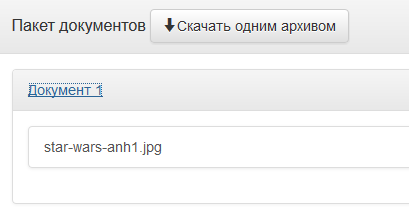 Пакет документов Скачать одним архивом
Документ 1
star-wars-anh1.jpg